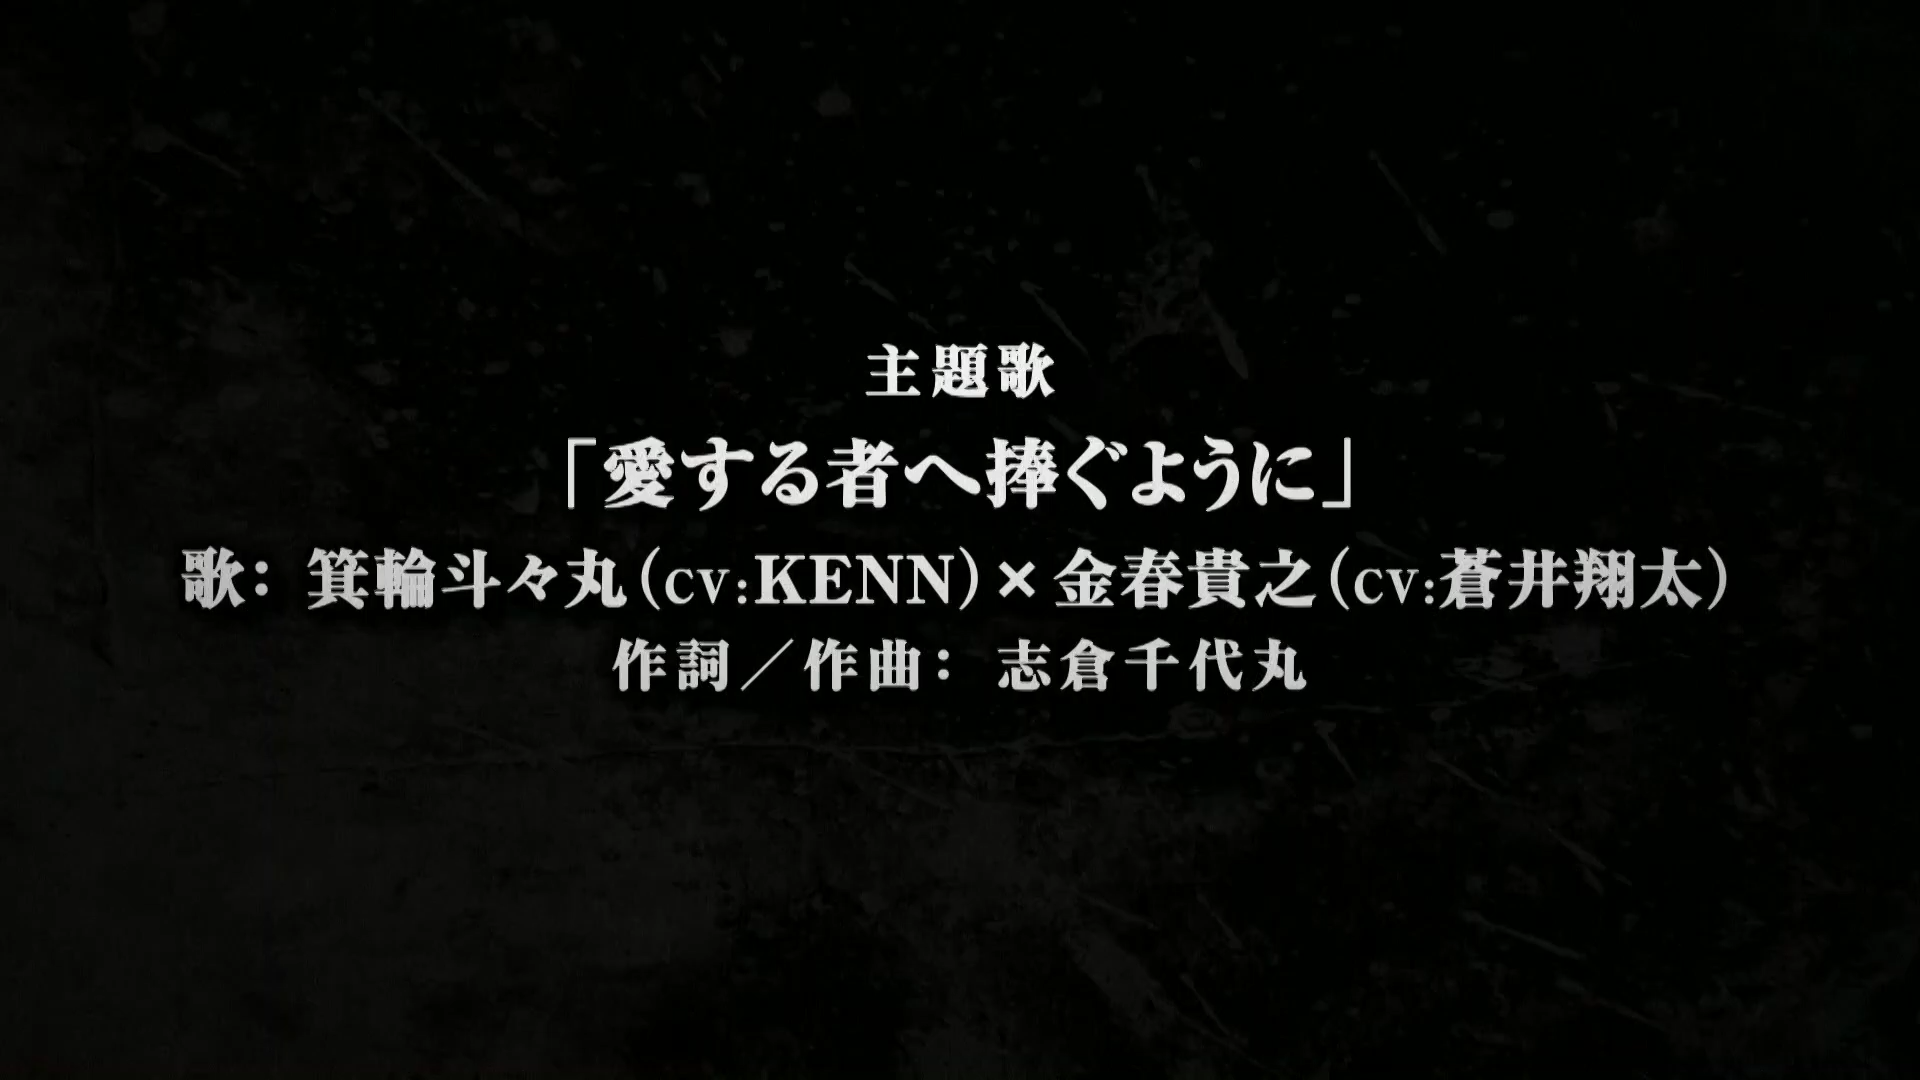 主題歌
「愛する者へ捧ぐように」
歌：箕輪斗々丸（CV:KENN）×金春貴之（CV:蒼井翔太）
作詞／作曲：志倉千代丸